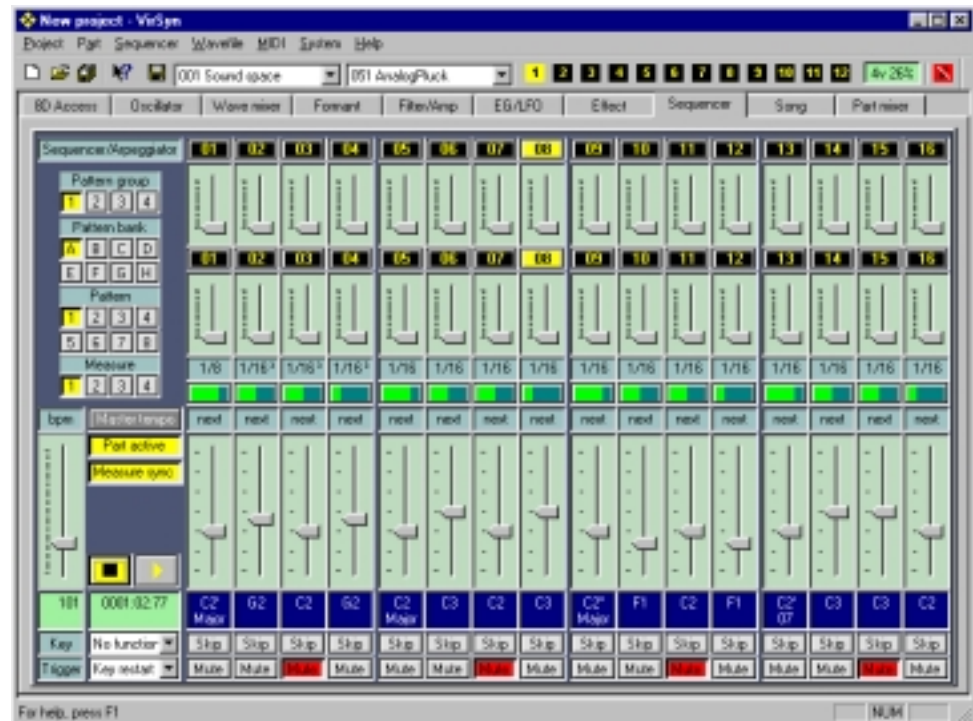 New project - VirSyn
Project Part Sequencer Wavefile MIDI System Help
001 Sound space 051 AnalogPluck 1 2 3 4 5 6 7 8 9 10 11 12 4v 26%
8D Access Oscillator Wave mixer Formant Filter/Amp EG/LFO Effect Sequencer Song Part mixer
Sequencer/Arpeggiator 01 02 03 04 05 06 07 08 09 10 11 12 13 14 15 16
Pattern group
1 2 3 4
Pattern bank
A B C D
E F G H
01 02 03 04 05 06 07 08 09 10 11 12 13 14 15 16
Pattern
1 2 3 4
5 6 7 8
Measure 1/8 1/16³ 1/16³ 1/16³ 1/16 1/16 1/16 1/16 1/16 1/16 1/16 1/16 1/16 1/16 1/16 1/16
1 2 3 4
bpm Master tempo next next next next next next next next next next next next next next next next
Part active
Measure sync
101 0001:02.77 C2* G2 C2 G2 C2 C3 C2 C3 C2* F1 C2 F1 C2* C3 C3 C2
Major Major Major 07
Key No function Skip Skip Skip Skip Skip Skip Skip Skip Skip Skip Skip Skip Skip Skip Skip Skip
Trigger Key restart Mute Mute Mute Mute Mute Mute Mute Mute Mute Mute Mute Mute Mute Mute Mute Mute
For help, press F1 NUM